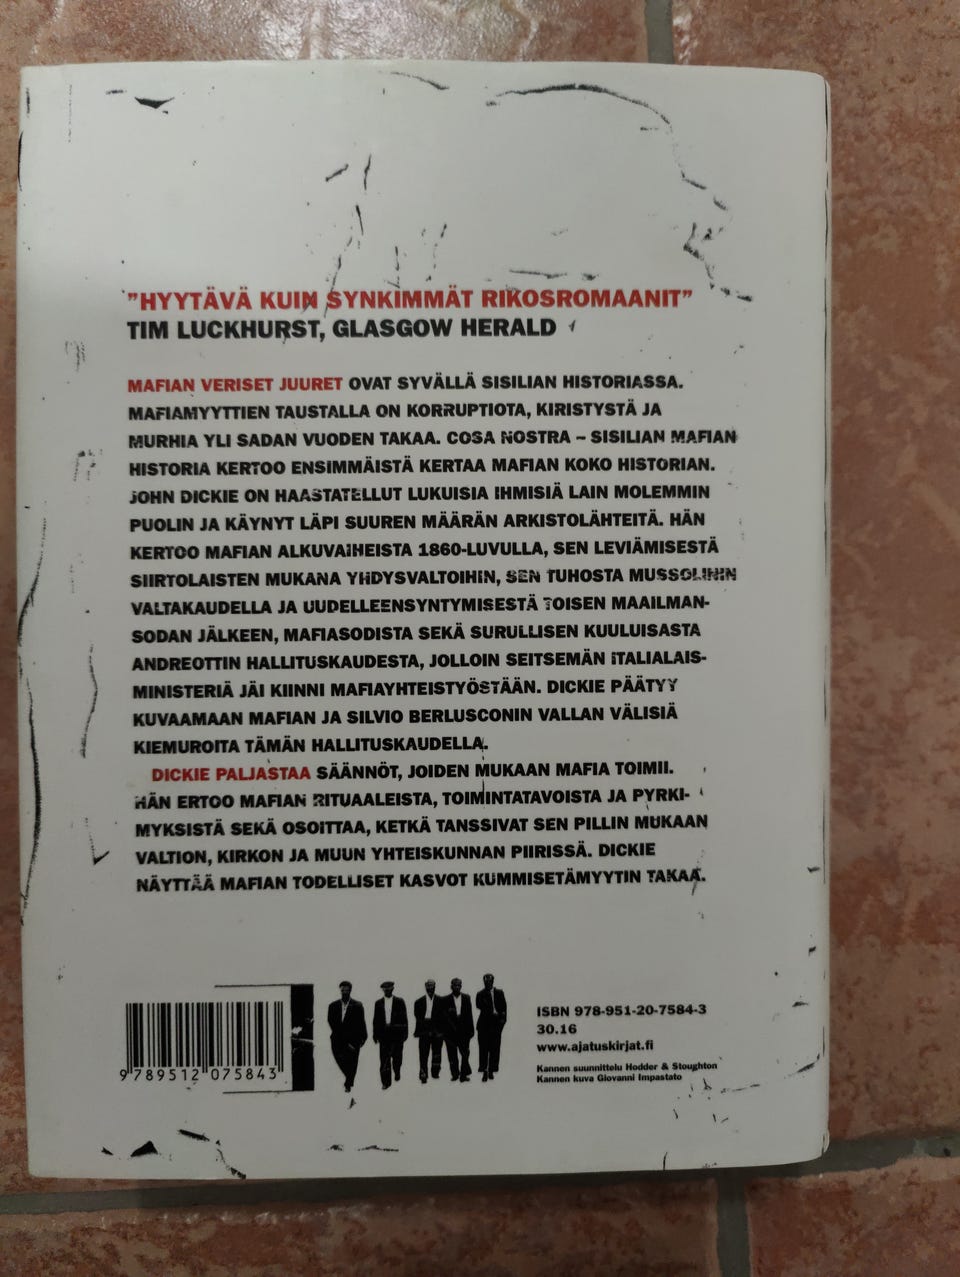 "HYYTÄVÄ KUIN SYNKIMMÄT RIKOSROMAANIT"
TIM LUCKHURST, GLASGOW HERALD
MAFIAN VERISET JUURET OVAT SYVÄLLÄ SISILIAN HISTORIASSA.
MAFIAMYYTTIEN TAUSTALLA ON KORRUPTIOTA, KIRISTYSTÄ JA
MURHIA YLI SADAN VUODEN TAKAA. COSA NOSTRA – SISILIAN MAFIAN
HISTORIA KERTOO ENSIMMÄISTÄ KERTAA MAFIAN KOKO HISTORIAN.
JOHN DICKIE ON HAASTATELLUT LUKUISIA IHMISIÄ LAIN MOLEMMIN
PUOLIN JA KÄYNYT LÄPI SUUREN MÄÄRÄN ARKISTOLÄHTEITÄ. HÄN
KERTOO MAFIAN ALKUVAIHEISTA 1860-LUVULLA, SEN LEVIÄMISESTÄ
SIIRTOLAISTEN MUKANA YHDYSVALTOIHIN, SEN TUHOSTA MUSSOLININ
VALTAKAUDELLA JA UUDELLEENSYNTYMISESTÄ TOISEN MAAILMAN-
SODAN JÄLKEEN, MAFIASODISTA SEKÄ SURULLISEN KUULUISASTA
ANDREOTTIN HALLITUSKAUDESTA, JOLLOIN SEITSEMÄN ITALIALAIS-
MINISTERIÄ JÄI KIINNI MAFIAYHTEISTYÖSTÄÄN. DICKIE PÄÄTYY
KUVAAMAAN MAFIAN JA SILVIO BERLUSCONIN VALLAN VÄLISIÄ
KIEMUROITA TÄMÄN HALLITUSKAUDELLA.
DICKIE PALJASTAA SÄÄNNÖT, JOIDEN MUKAAN MAFIA TOIMII.
HÄN ERTOO MAFIAN RITUAALEISTA, TOIMINTATAVOISTA JA PYRKI-
MYKSISTÄ SEKÄ OSOITTAA, KETKÄ TANSSIVAT SEN PILLIN MUKAAN
VALTION, KIRKON JA MUUN YHTEISKUNNAN PIIRISSÄ. DICKIE
NÄYTTÄÄ MAFIAN TODELLISET KASVOT KUMMISETÄMYYTIN TAKAA.
9 789512 075843
ISBN 978-951-20-7584-3
30.16
www.ajatuskirjat.fi
Kannen suunnittelu Hodder & Stoughton
Kannen kuva Giovanni Impastato